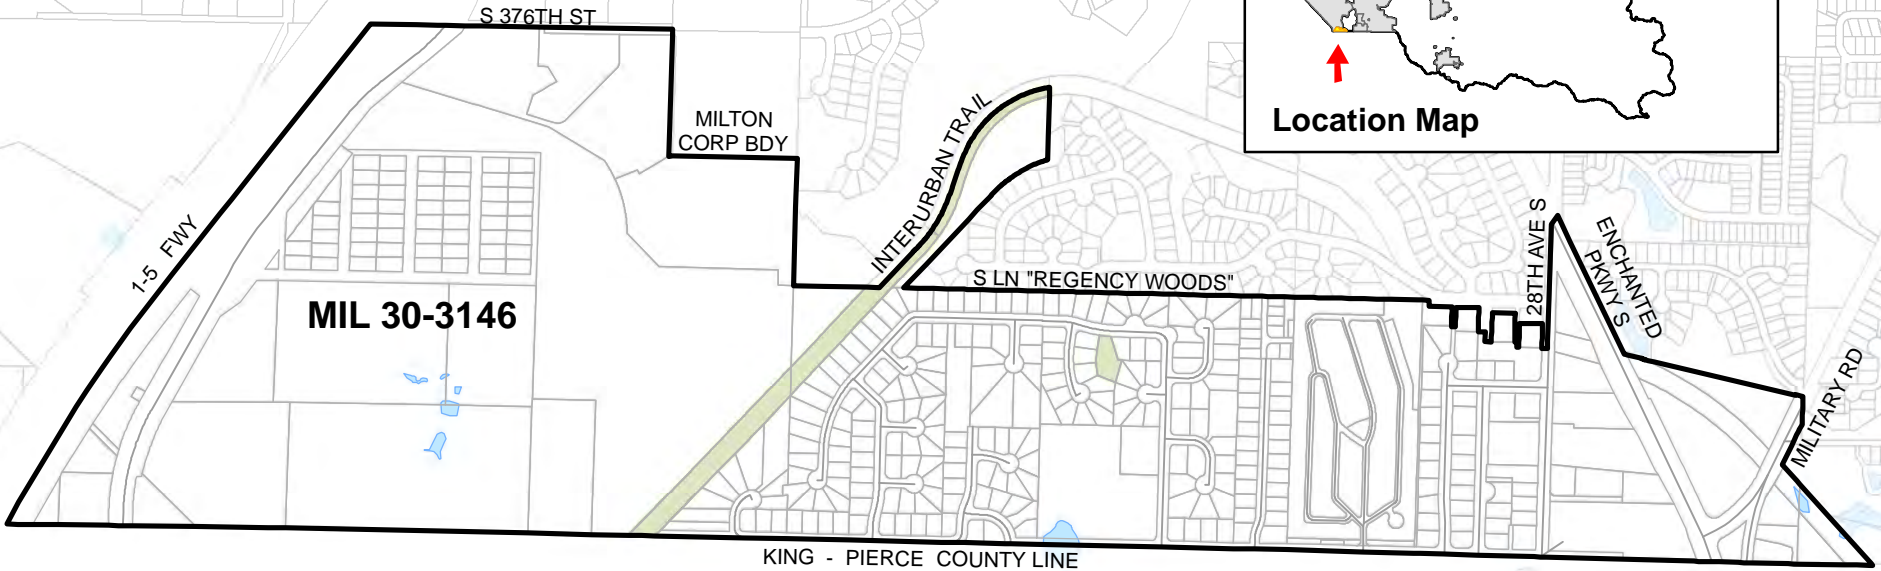 S 376TH ST
MILTON
CORP BDY
INTERURBAN TRAIL
Location Map
1-5 FWY
MIL 30-3146
S LN "REGENCY WOODS"
28TH AVE S
ENCHANTED
PKWY S
MILITARY RD
KING - PIERCE COUNTY LINE